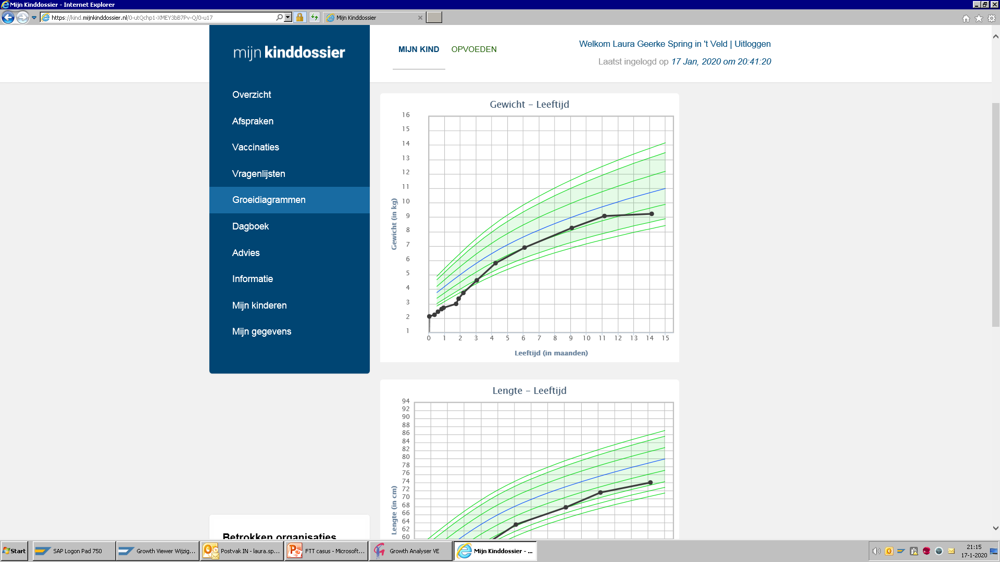 Mijn Kinddossier - Internet Explorer
https://kind.mijnkinddossier.nl/0-utQchp1-XMEY3bB7Pv-Q/0-u17
Mijn Kinddossier
mijn kinddossier
MIJN KIND
OPVOEDEN
Welkom Laura Geerke Spring in 't Veld | Uitloggen
Laatst ingelogd op 17 Jan, 2020 om 20:41:20
Overzicht
Afspraken
Vaccinaties
Vragenlijsten
Groeidiagrammen
Dagboek
Advies
Informatie
Mijn kinderen
Mijn gegevens
Gewicht - Leeftijd
16
15
14
13
12
11
10
9
8
7
6
5
4
3
2
1
Gewicht (in kg)
0 1 2 3 4 5 6 7 8 9 10 11 12 13 14 15
Leeftijd (in maanden)
Lengte - Leeftijd
94
92
90
88
86
84
82
80
78
76
74
72
70
68
66
64
62
60
Lengte (in cm)
Betrokken organisaties
Start
SAP Logon Pad 750
Growth Viewer Wijzig...
Postvak IN - laura.sp...
FTT casus - Microsoft...
Growth Analyser VE
Mijn Kinddossier - ...
21:15
17-1-2020